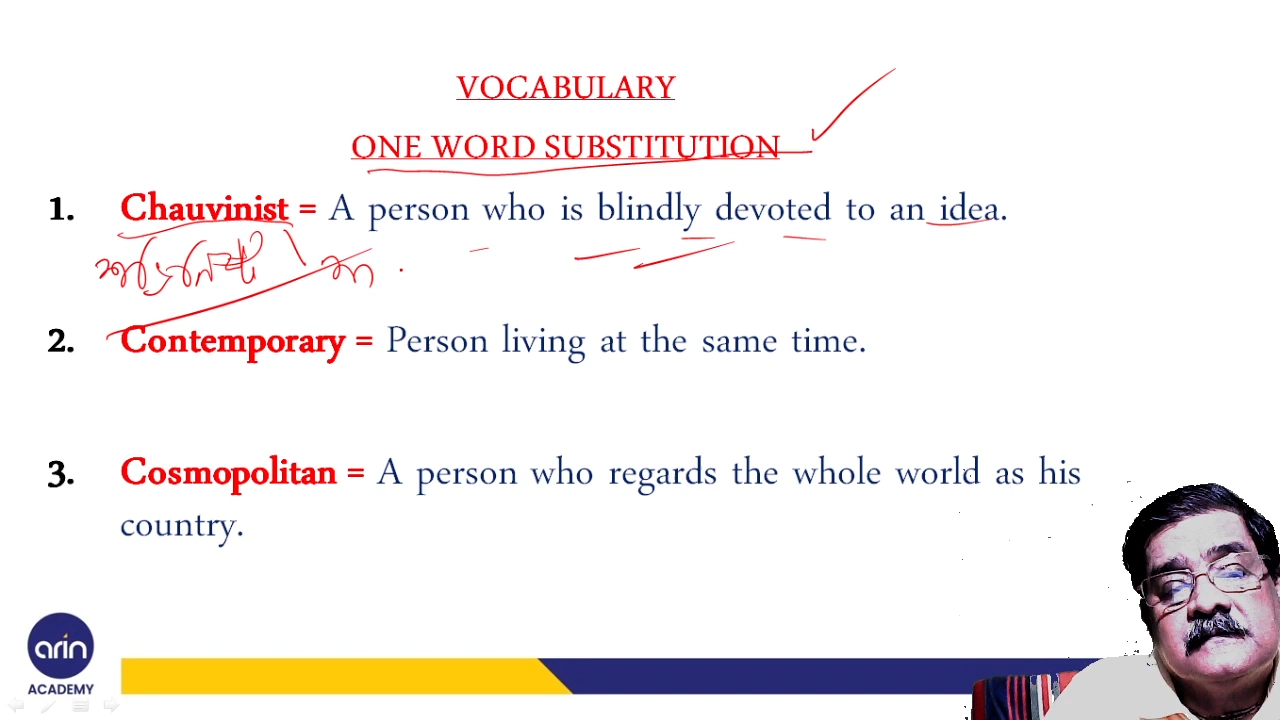 VOCABULARY
ONE WORD SUBSTITUTION
1. Chauvinist = A person who is blindly devoted to an idea.
2. Contemporary = Person living at the same time.
3. Cosmopolitan = A person who regards the whole world as his
country.
arin
ACADEMY